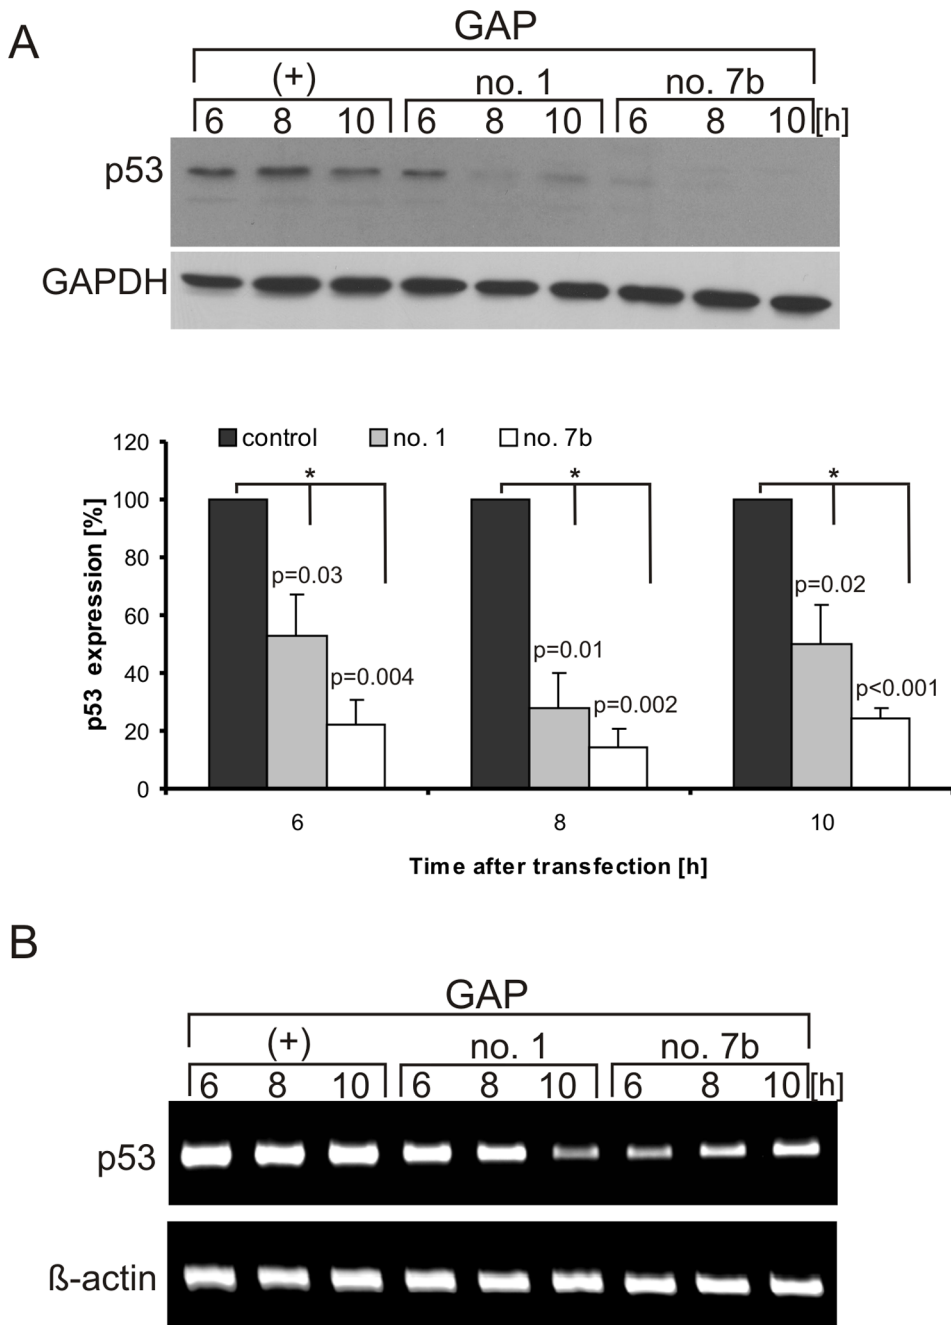 A
GAP
(+) no. 1 no. 7b
6 8 10 6 8 10 6 8 10 [h]
p53
GAPDH
control no. 1 no. 7b
120
100
80
60
40
20
0
p53 expression [%]
* * *
p=0.03
p=0.004
p=0.01
p=0.002
p=0.02
p<0.001
6 8 10
Time after transfection [h]
B
GAP
(+) no. 1 no. 7b
6 8 10 6 8 10 6 8 10 [h]
p53
ß-actin